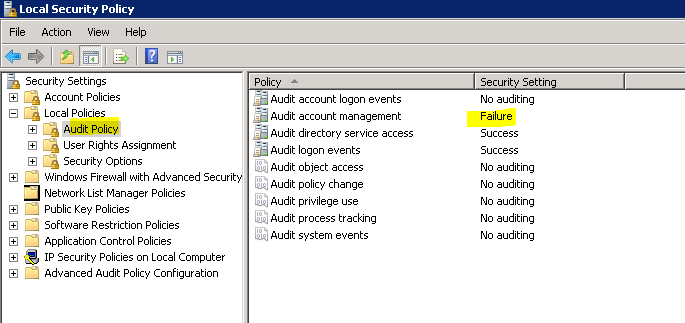 Local Security Policy
File Action View Help
Security Settings
Account Policies
Local Policies
Audit Policy
User Rights Assignment
Security Options
Windows Firewall with Advanced Security
Network List Manager Policies
Public Key Policies
Software Restriction Policies
Application Control Policies
IP Security Policies on Local Computer
Advanced Audit Policy Configuration
Policy Security Setting
Audit account logon events No auditing
Audit account management Failure
Audit directory service access Success
Audit logon events Success
Audit object access No auditing
Audit policy change No auditing
Audit privilege use No auditing
Audit process tracking No auditing
Audit system events No auditing